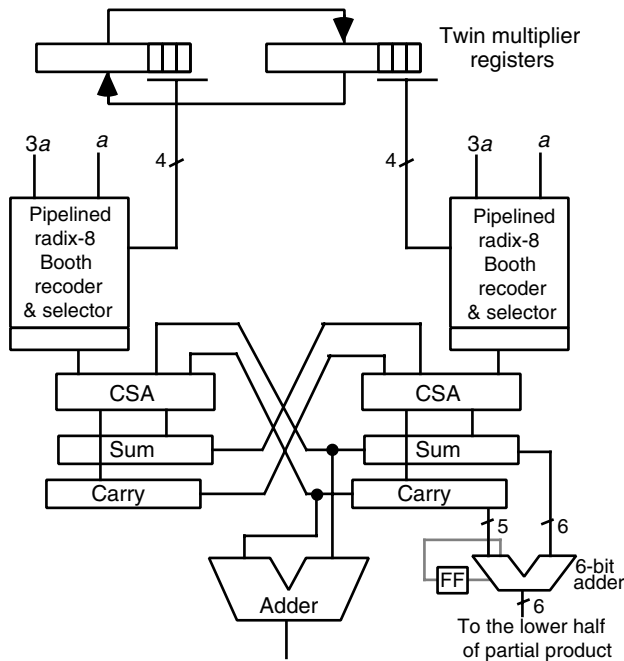 Twin multiplier
registers
3a
a
4
4
3a
a
Pipelined
radix-8
Booth
recoder
& selector
Pipelined
radix-8
Booth
recoder
& selector
CSA
CSA
Sum
Sum
Carry
Carry
5
6
Adder
FF
6-bit
adder
6
To the lower half
of partial product